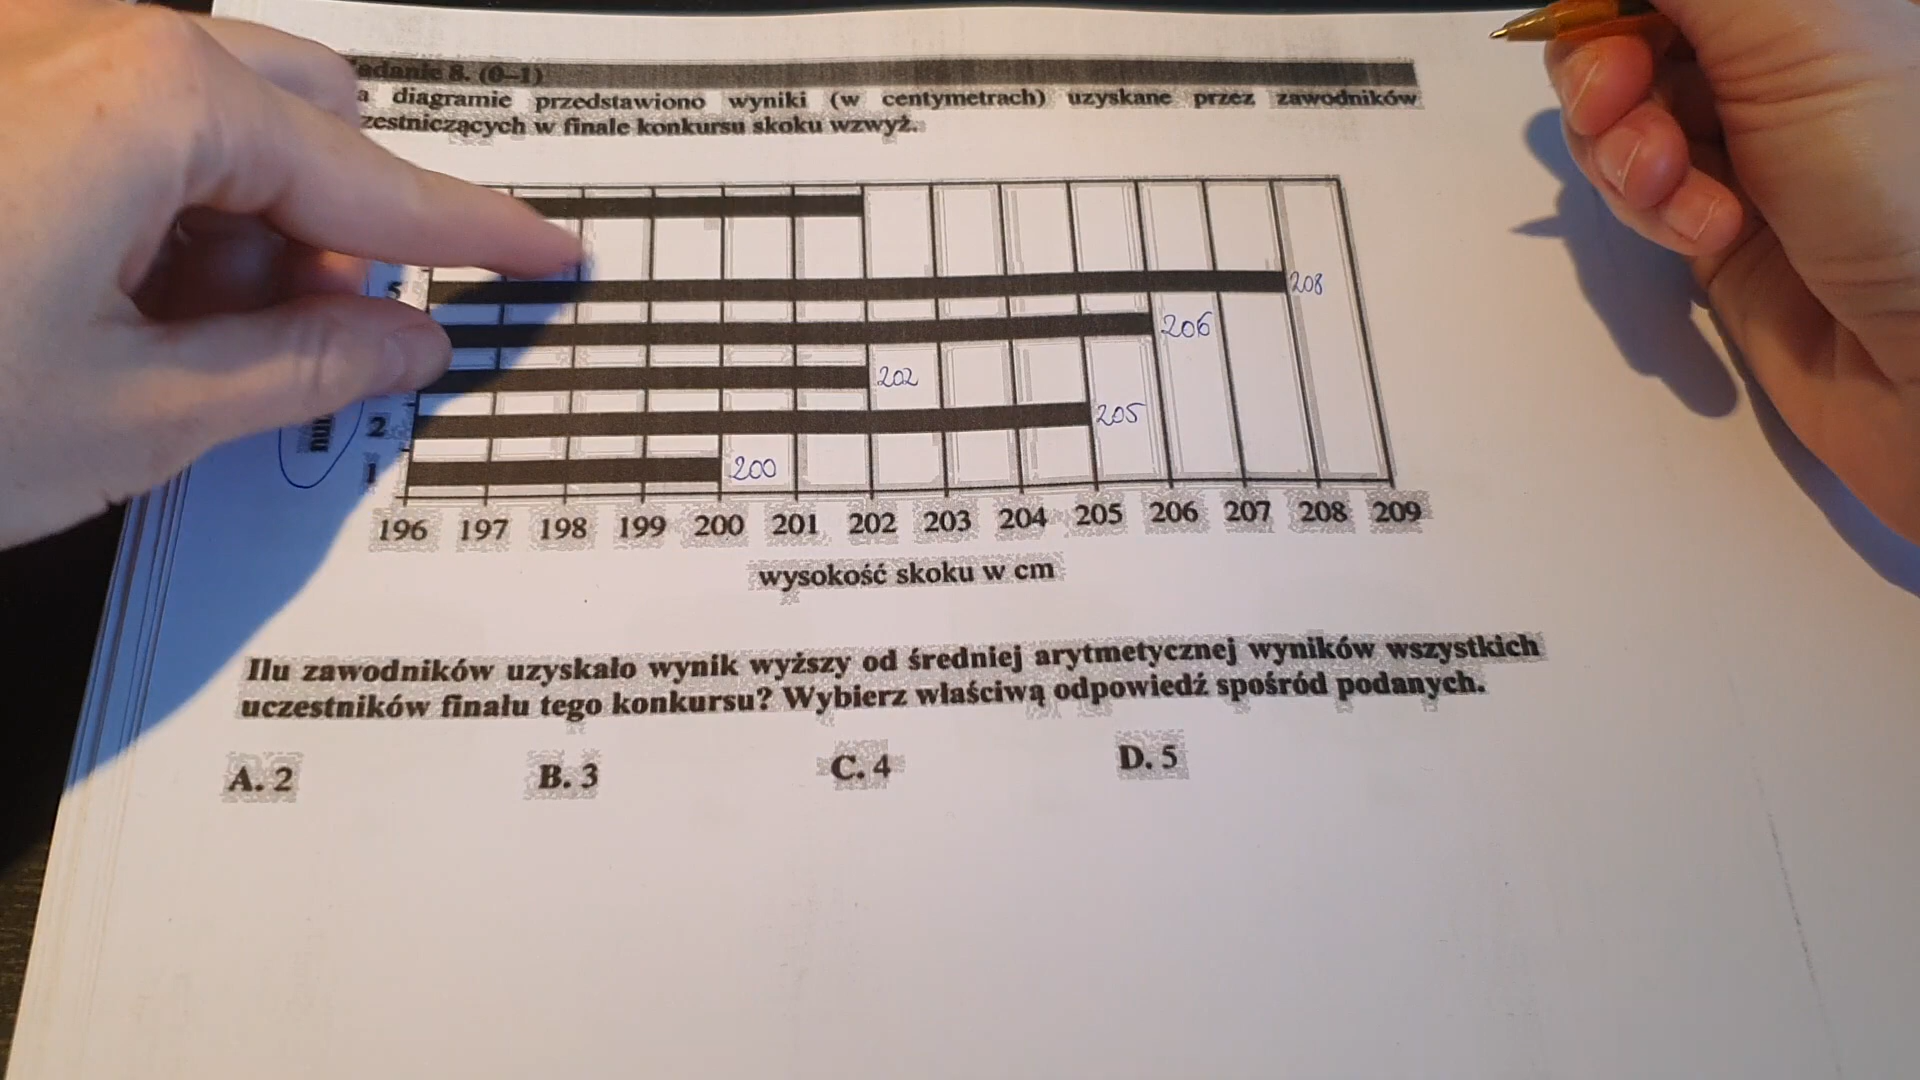 adanie 8. (0–1)
a diagramie przedstawiono wyniki (w centymetrach) uzyskane przez zawodników
zestniczących w finale konkursu skoku wzwyż.
5 208
206
202
2 205
1 200
196 197 198 199 200 201 202 203 204 205 206 207 208 209
wysokość skoku w cm
Ilu zawodników uzyskało wynik wyższy od średniej arytmetycznej wyników wszystkich
uczestników finału tego konkursu? Wybierz właściwą odpowiedź spośród podanych.
A. 2 B. 3 C. 4 D. 5